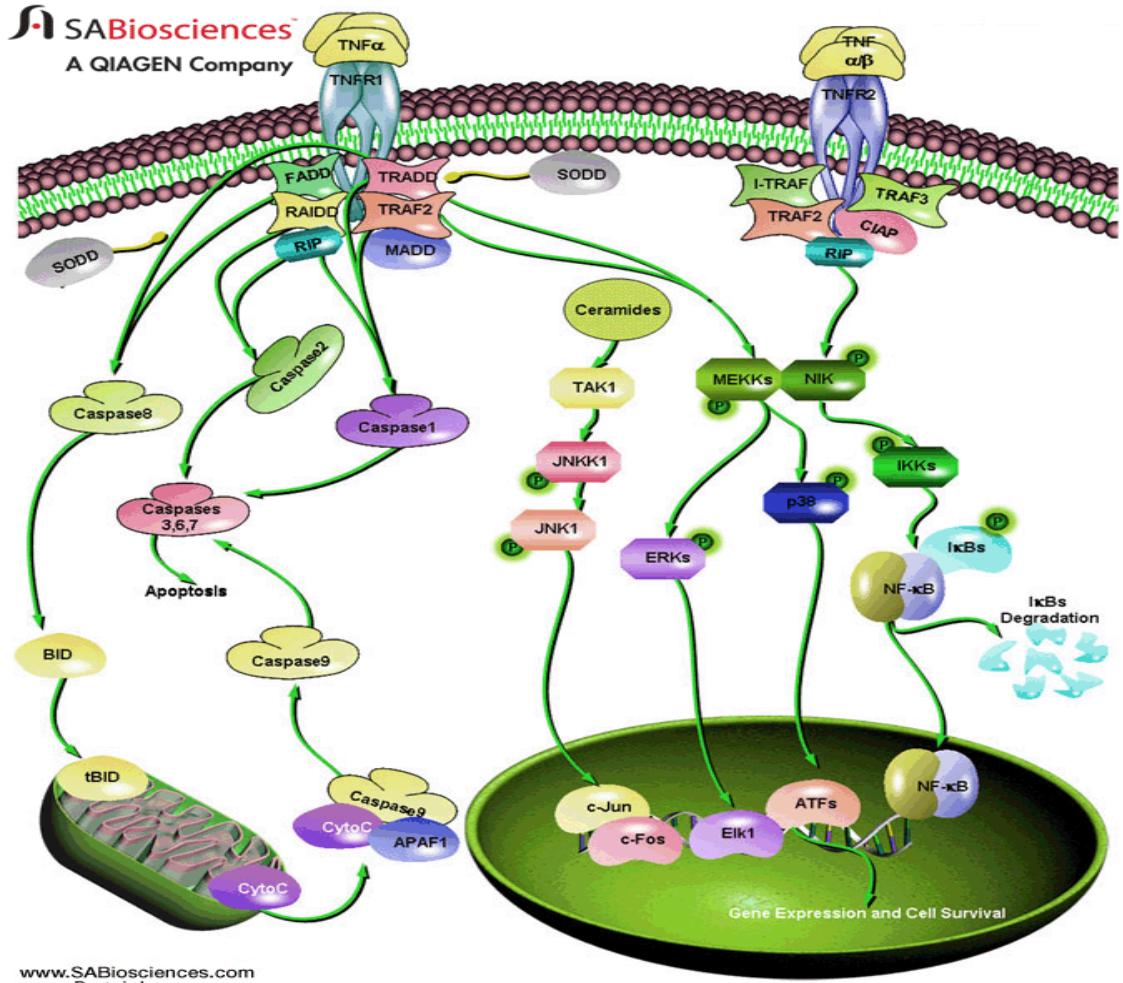 SABiosciences™
A QIAGEN Company
TNFα
TNFR1
TNF
α/β
TNFR2
FADD
TRADD
SODD
RAIDD
TRAF2
RIP
MADD
SODD
I-TRAF
TRAF3
TRAF2
CIAP
RIP
Ceramides
Caspase2
TAK1
MEKKs
NIK
P
P
Caspase8
Caspase1
JNKK1
P
P
IKKs
Caspases
3,6,7
p38
P
JNK1
P
ERKs
P
IκBs
P
Apoptosis
NF-κB
IκBs
Degradation
BID
Caspase9
tBID
Caspase9
CytoC
APAF1
c-Jun
c-Fos
Elk1
ATFs
NF-κB
CytoC
Gene Expression and Cell Survival
www.SABiosciences.com